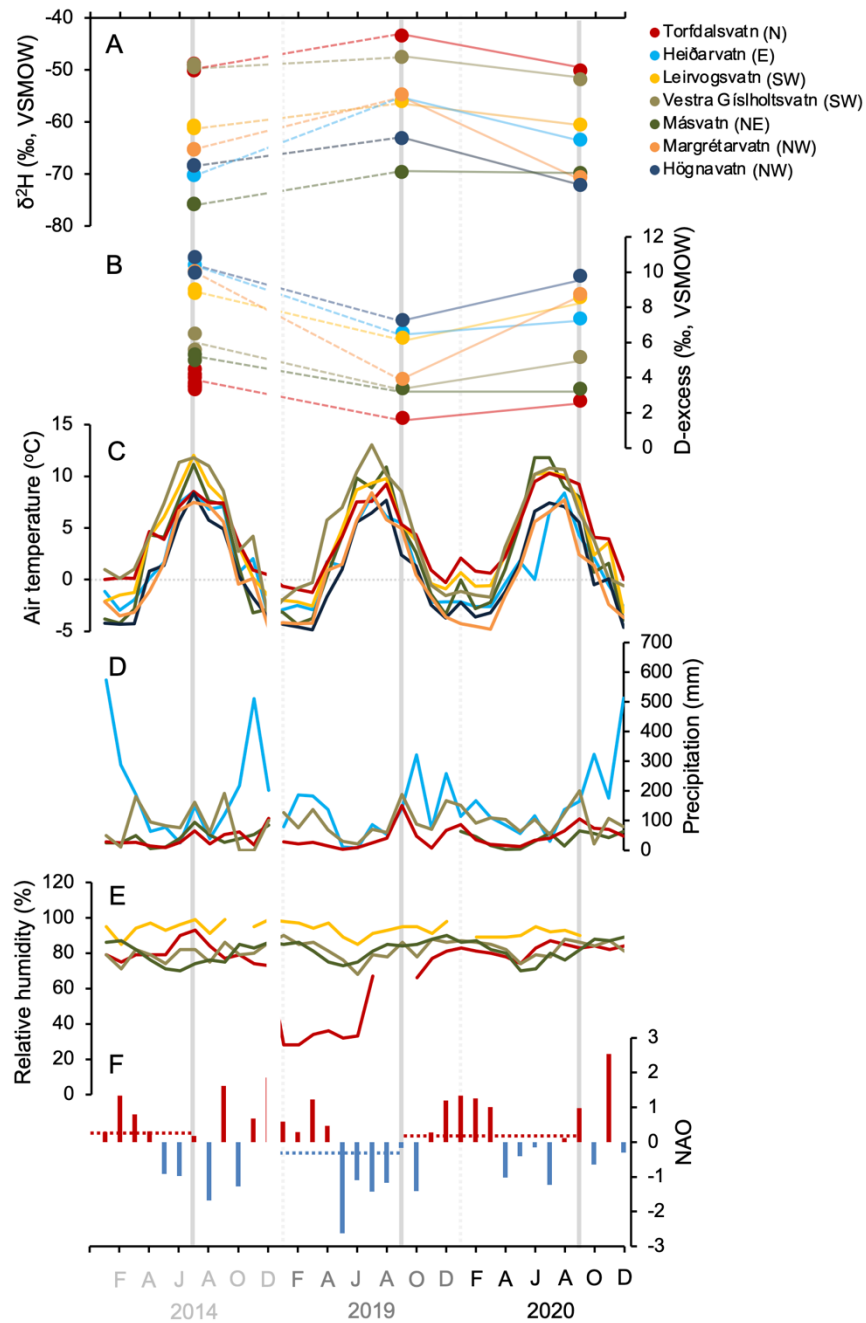 A
δ²H (‰, VSMOW)
-40
-50
-60
-70
-80
Torfdalsvatn (N)
Heiðarvatn (E)
Leirvogsvatn (SW)
Vestra Gíslholtsvatn (SW)
Másvatn (NE)
Margrétarvatn (NW)
Högnavatn (NW)
B
D-excess (‰, VSMOW)
12
10
8
6
4
2
0
C
Air temperature (oC)
15
10
5
0
-5
D
Precipitation (mm)
700
600
500
400
300
200
100
0
E
Relative humidity (%)
120
100
80
60
40
20
0
F
NAO
3
2
1
0
-1
-2
-3
F A J A O D F A J A O D F A J A O D
2014 2019 2020